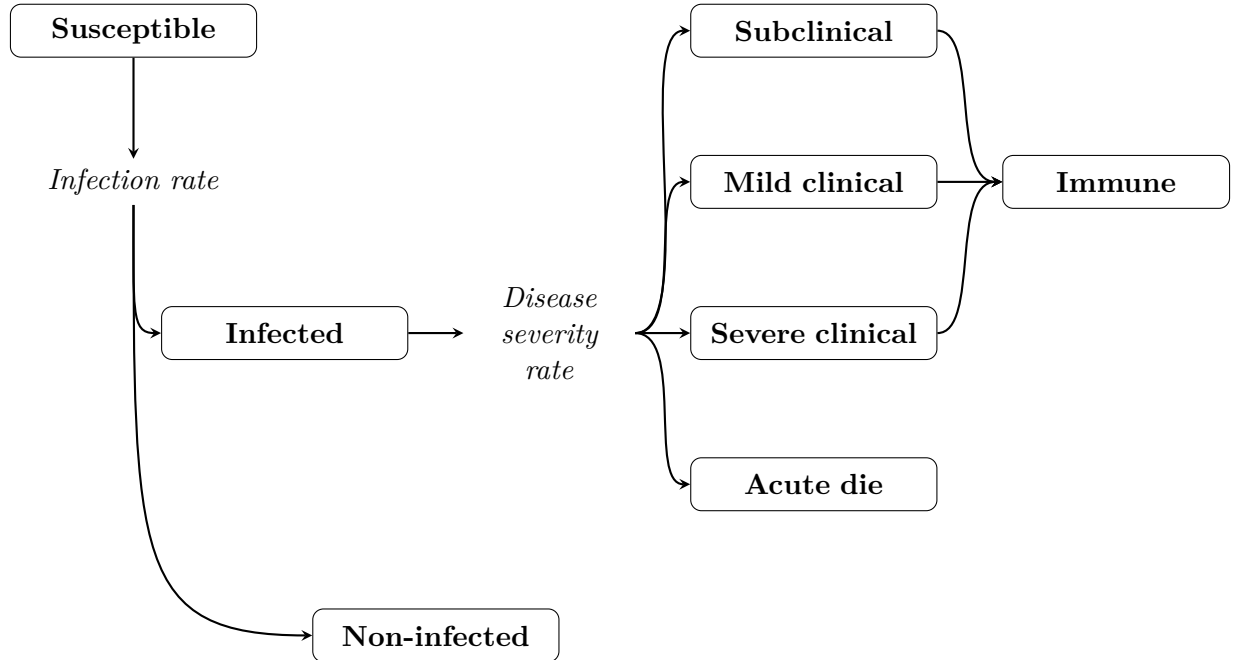 Susceptible
Subclinical
Infection rate
Mild clinical
Immune
Infected
Disease
severity
rate
Severe clinical
Acute die
Non-infected